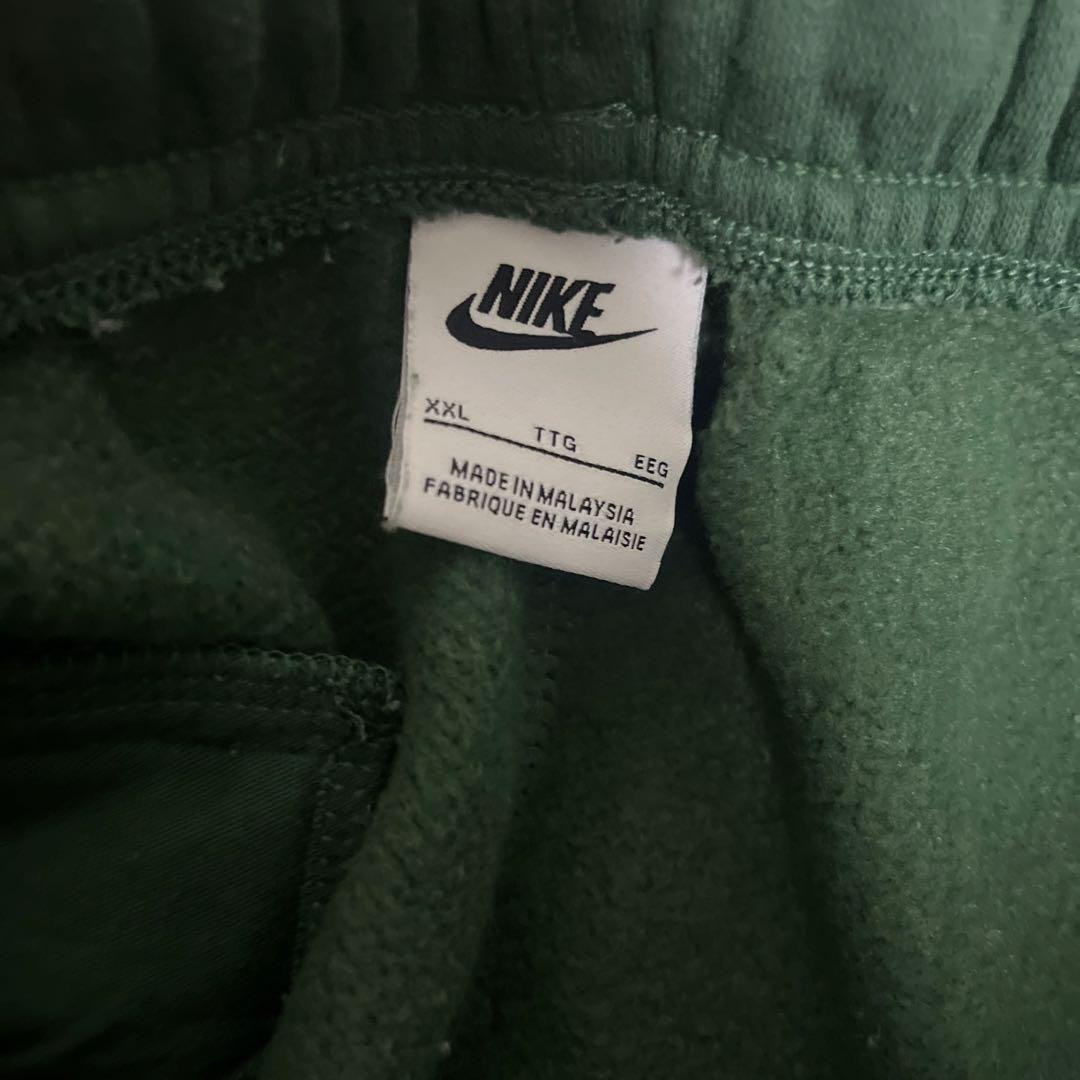 NIKE
XXL TTG EEG
MADE IN MALAYSIA
FABRIQUE EN MALAISIE